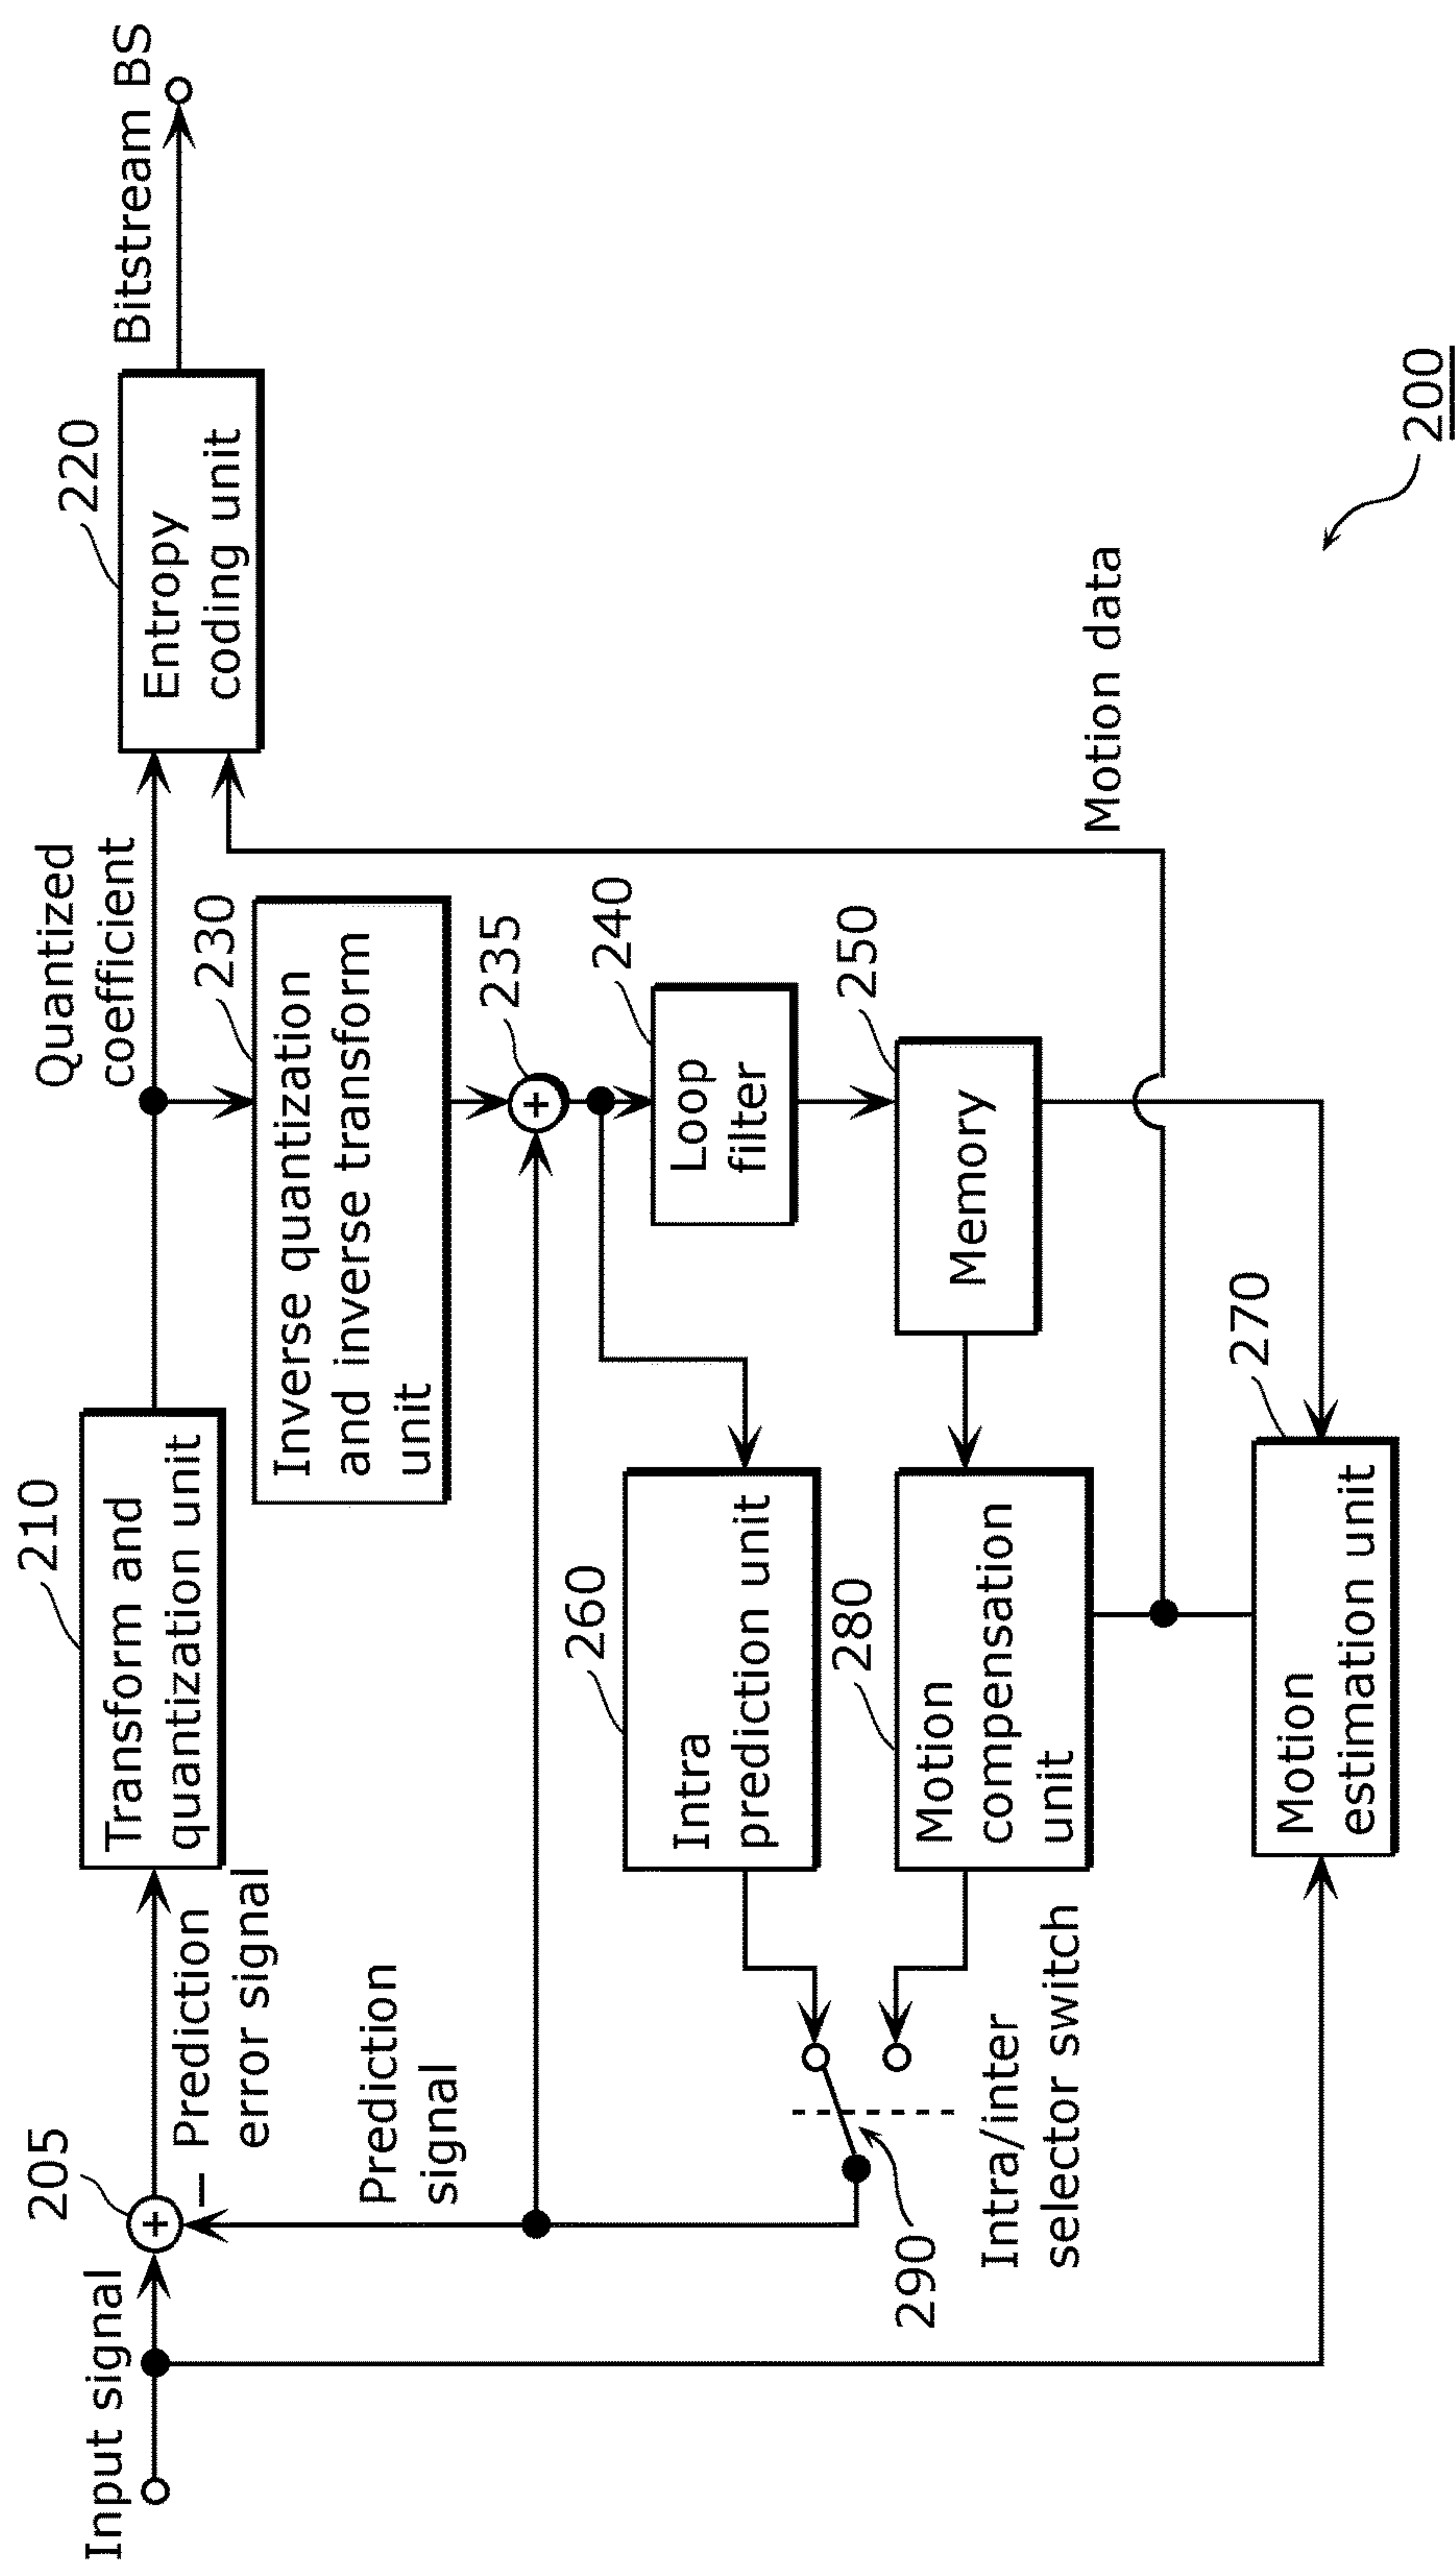 Input signal
205
+
−
Prediction
error signal
210
Transform and
quantization unit
Quantized
coefficient
220
Entropy
coding unit
Bitstream BS
230
Inverse quantization
and inverse transform
unit
235
+
Prediction
signal
240
Loop
filter
260
Intra
prediction unit
250
Memory
280
Motion
compensation
unit
290
Intra/inter
selector switch
270
Motion
estimation unit
Motion data
200